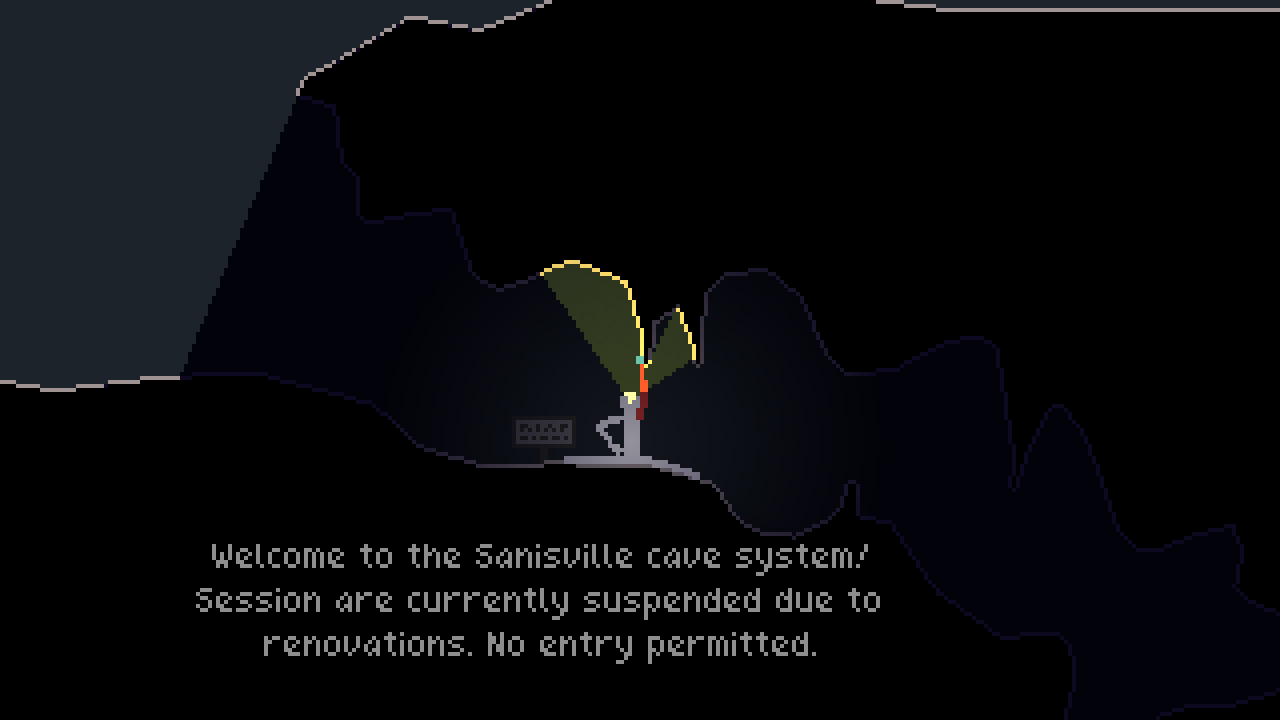 Welcome to the Sanisville cave system!
Session are currently suspended due to
renovations. No entry permitted.